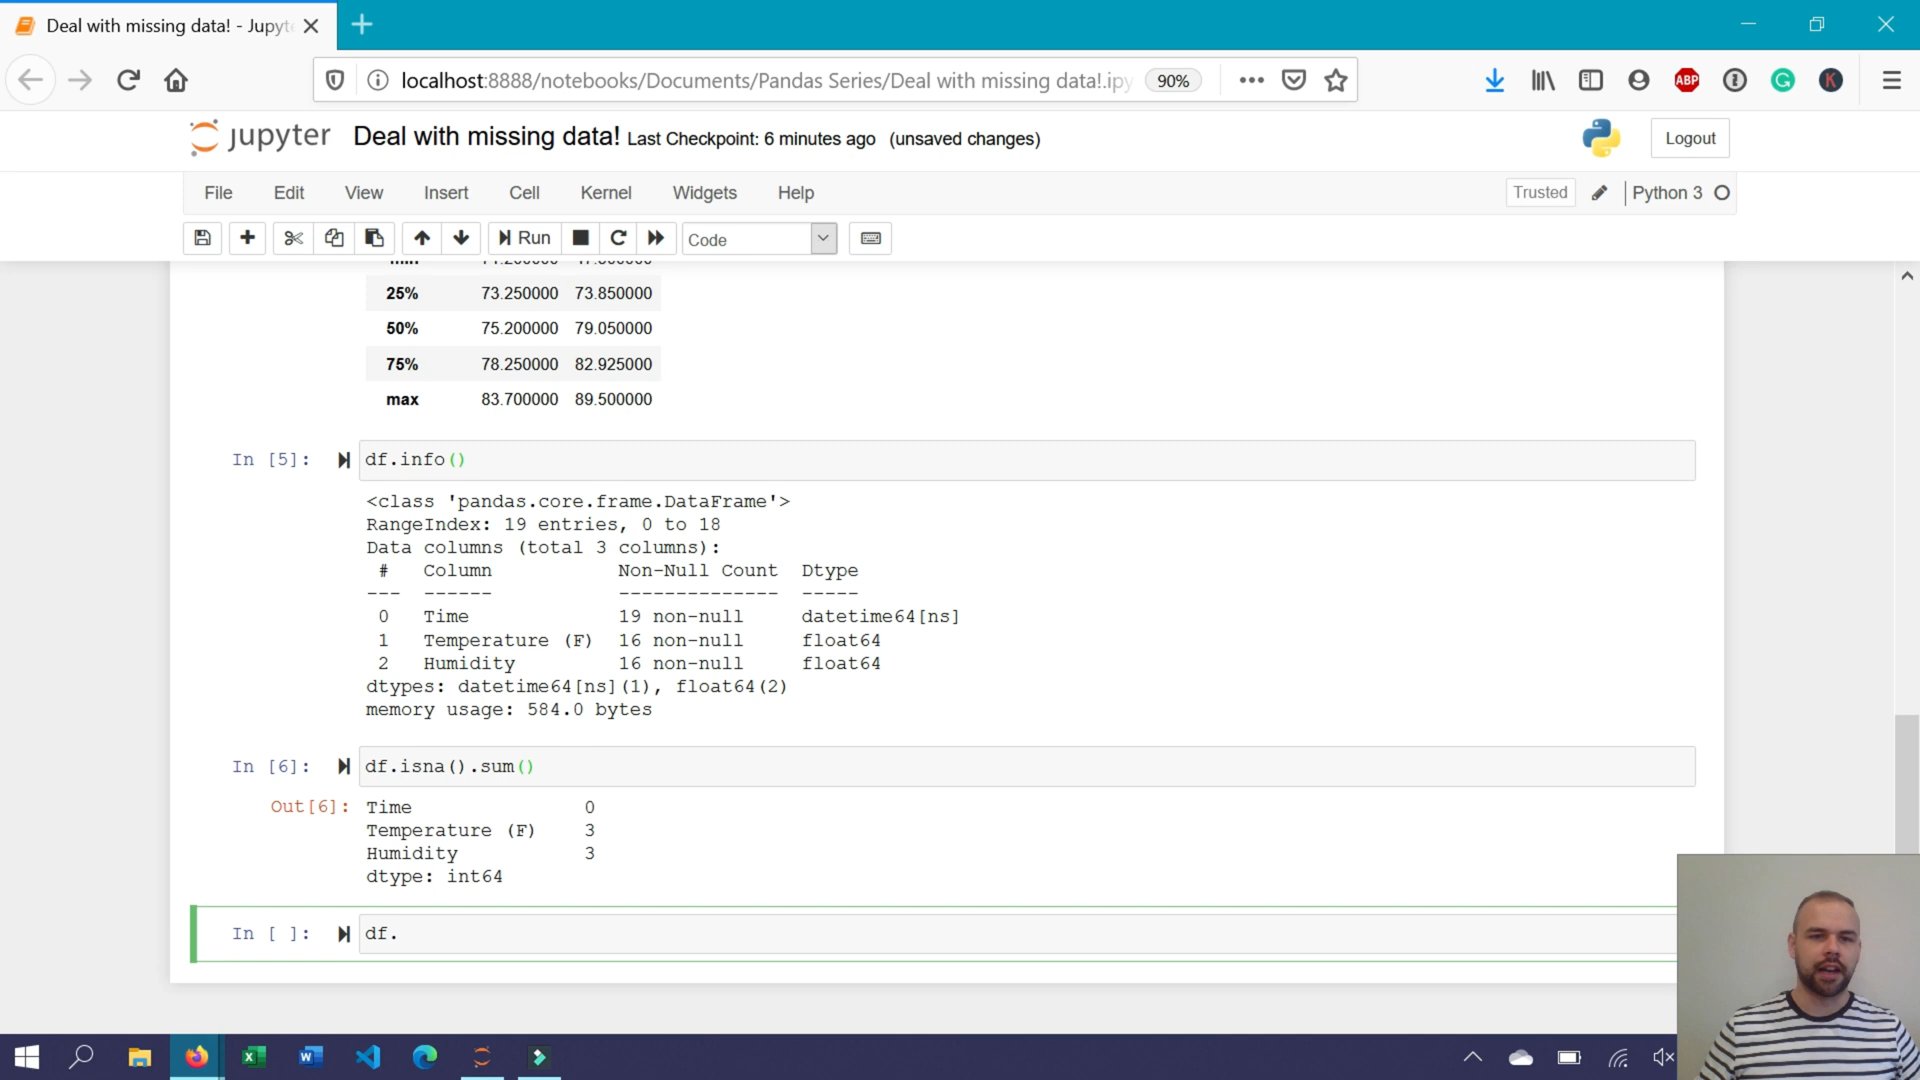 Deal with missing data! - Jupyt
localhost:8888/notebooks/Documents/Pandas Series/Deal with missing data!.ipy
90%
ABP
K
jupyter Deal with missing data! Last Checkpoint: 6 minutes ago (unsaved changes)
Logout
File Edit View Insert Cell Kernel Widgets Help
Trusted Python 3
Run Code
25% 73.250000 73.850000
50% 75.200000 79.050000
75% 78.250000 82.925000
max 83.700000 89.500000
In [5]: df.info()
<class 'pandas.core.frame.DataFrame'>
RangeIndex: 19 entries, 0 to 18
Data columns (total 3 columns):
# Column Non-Null Count Dtype
--- ------ -------------- -----
0 Time 19 non-null datetime64[ns]
1 Temperature (F) 16 non-null float64
2 Humidity 16 non-null float64
dtypes: datetime64[ns](1), float64(2)
memory usage: 584.0 bytes
In [6]: df.isna().sum()
Out[6]: Time 0
Temperature (F) 3
Humidity 3
dtype: int64
In [ ]: df.